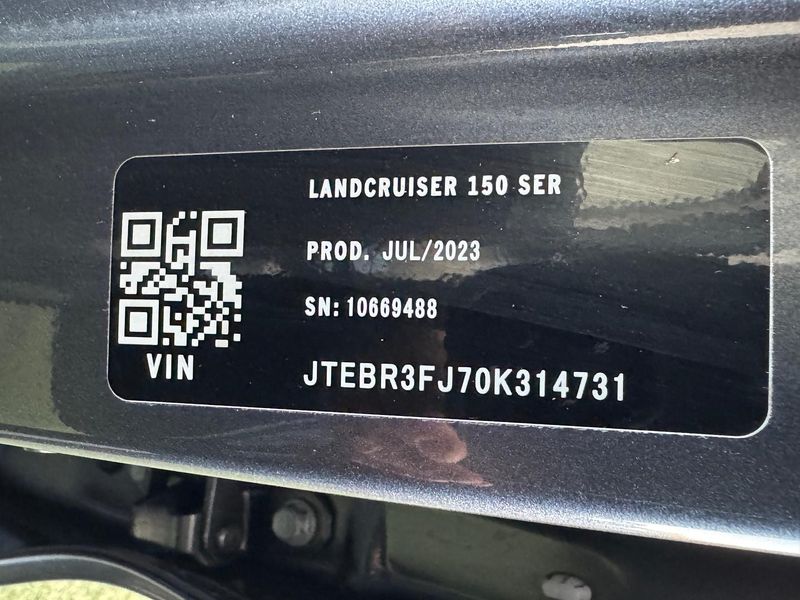 LANDCRUISER 150 SER
PROD. JUL/2023
SN: 10669488
VIN
JTEBR3FJ70K314731